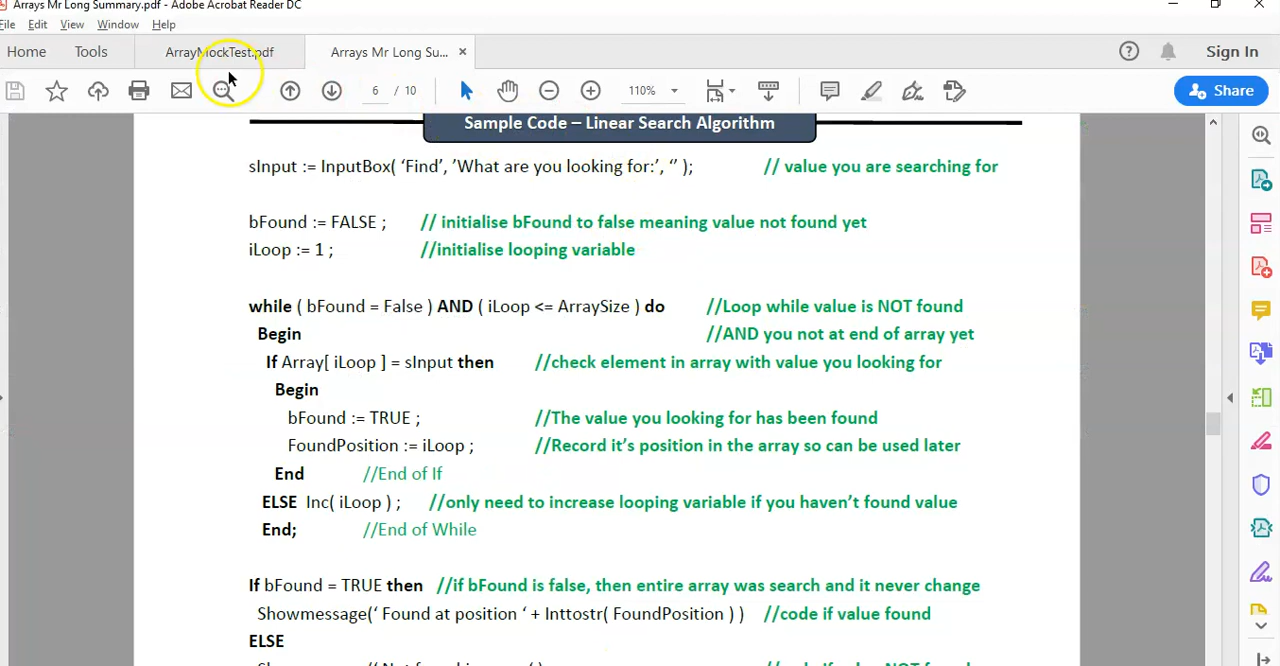 Arrays Mr Long Summary.pdf - Adobe Acrobat Reader DC
File Edit View Window Help
Home Tools ArrayMockTest.pdf Arrays Mr Long Su... × Sign In
6 / 10 110% Share
Sample Code – Linear Search Algorithm
sInput := InputBox( ‘Find’, ’What are you looking for:’, ‘’ ); // value you are searching for
bFound := FALSE ; // initialise bFound to false meaning value not found yet
iLoop := 1 ; //initialise looping variable
while ( bFound = False ) AND ( iLoop <= ArraySize ) do //Loop while value is NOT found
Begin //AND you not at end of array yet
If Array[ iLoop ] = sInput then //check element in array with value you looking for
Begin
bFound := TRUE ; //The value you looking for has been found
FoundPosition := iLoop ; //Record it’s position in the array so can be used later
End //End of If
ELSE Inc( iLoop ) ; //only need to increase looping variable if you haven’t found value
End; //End of While
If bFound = TRUE then //if bFound is false, then entire array was search and it never change
Showmessage(‘ Found at position ‘ + Inttostr( FoundPosition ) ) //code if value found
ELSE